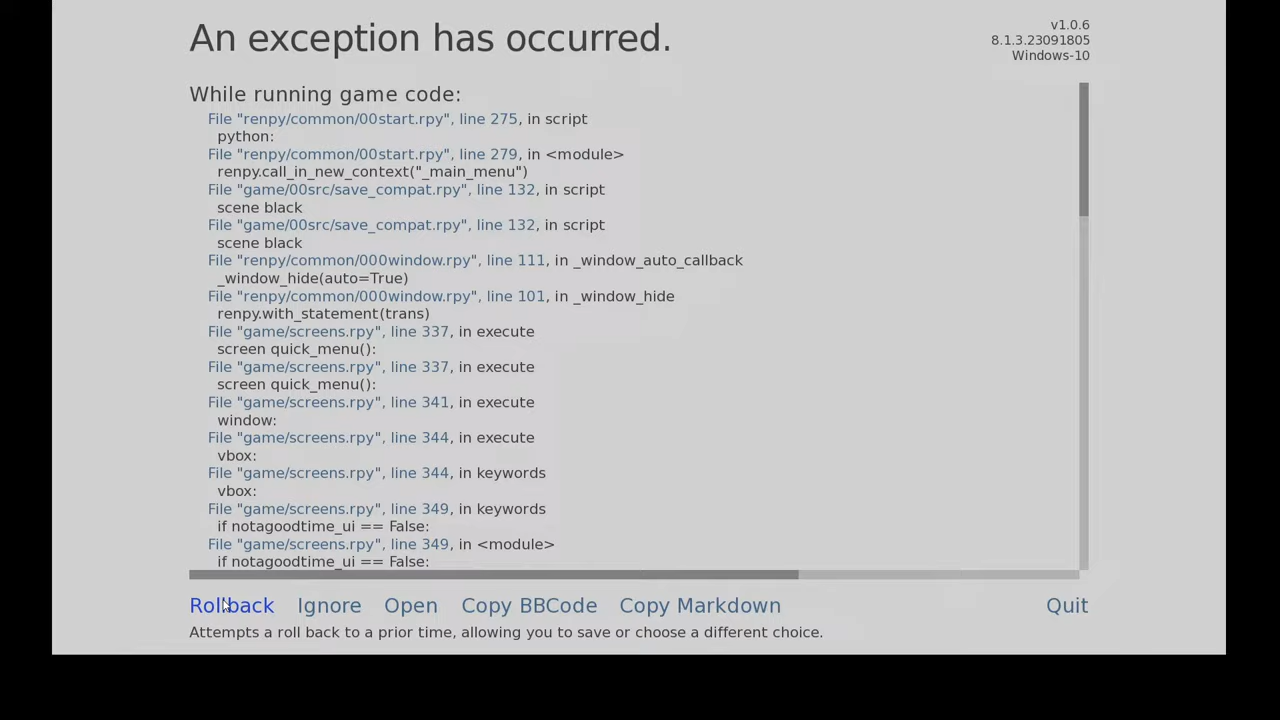 An exception has occurred.
v1.0.6
8.1.3.23091805
Windows-10
While running game code:
File "renpy/common/00start.rpy", line 275, in script
python:
File "renpy/common/00start.rpy", line 279, in <module>
renpy.call_in_new_context("_main_menu")
File "game/00src/save_compat.rpy", line 132, in script
scene black
File "game/00src/save_compat.rpy", line 132, in script
scene black
File "renpy/common/000window.rpy", line 111, in _window_auto_callback
_window_hide(auto=True)
File "renpy/common/000window.rpy", line 101, in _window_hide
renpy.with_statement(trans)
File "game/screens.rpy", line 337, in execute
screen quick_menu():
File "game/screens.rpy", line 337, in execute
screen quick_menu():
File "game/screens.rpy", line 341, in execute
window:
File "game/screens.rpy", line 344, in execute
vbox:
File "game/screens.rpy", line 344, in keywords
vbox:
File "game/screens.rpy", line 349, in keywords
if notagoodtime_ui == False:
File "game/screens.rpy", line 349, in <module>
if notagoodtime_ui == False:
Rollback Ignore Open Copy BBCode Copy Markdown Quit
Attempts a roll back to a prior time, allowing you to save or choose a different choice.